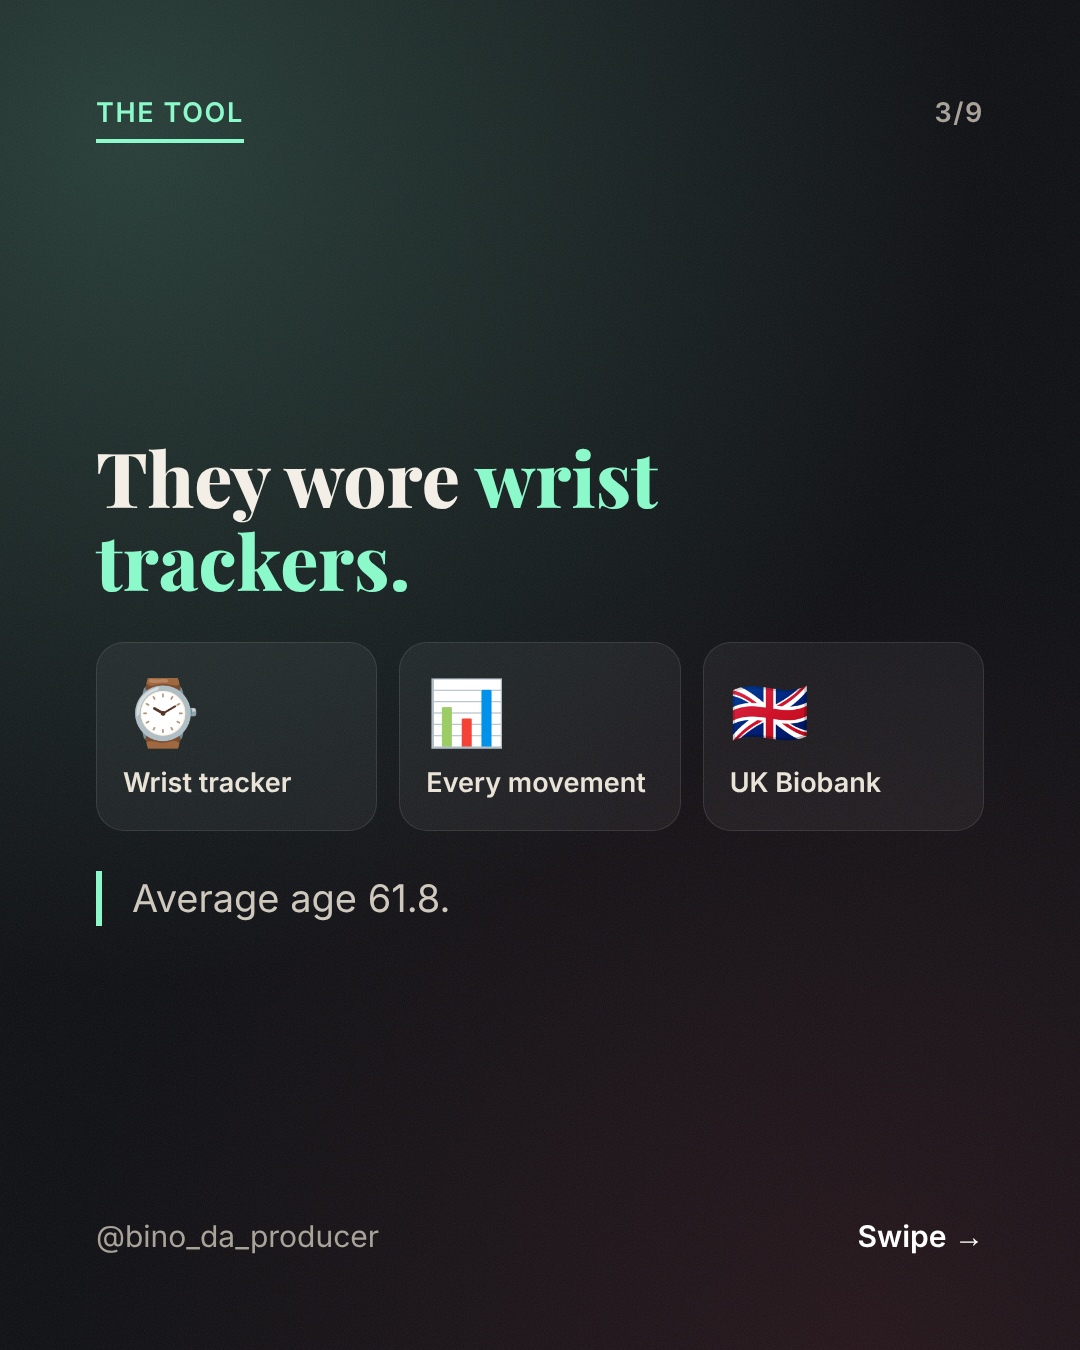 THE TOOL
3/9
They wore wrist
trackers.
Wrist tracker
Every movement
UK Biobank
Average age 61.8.
@bino_da_producer
Swipe →